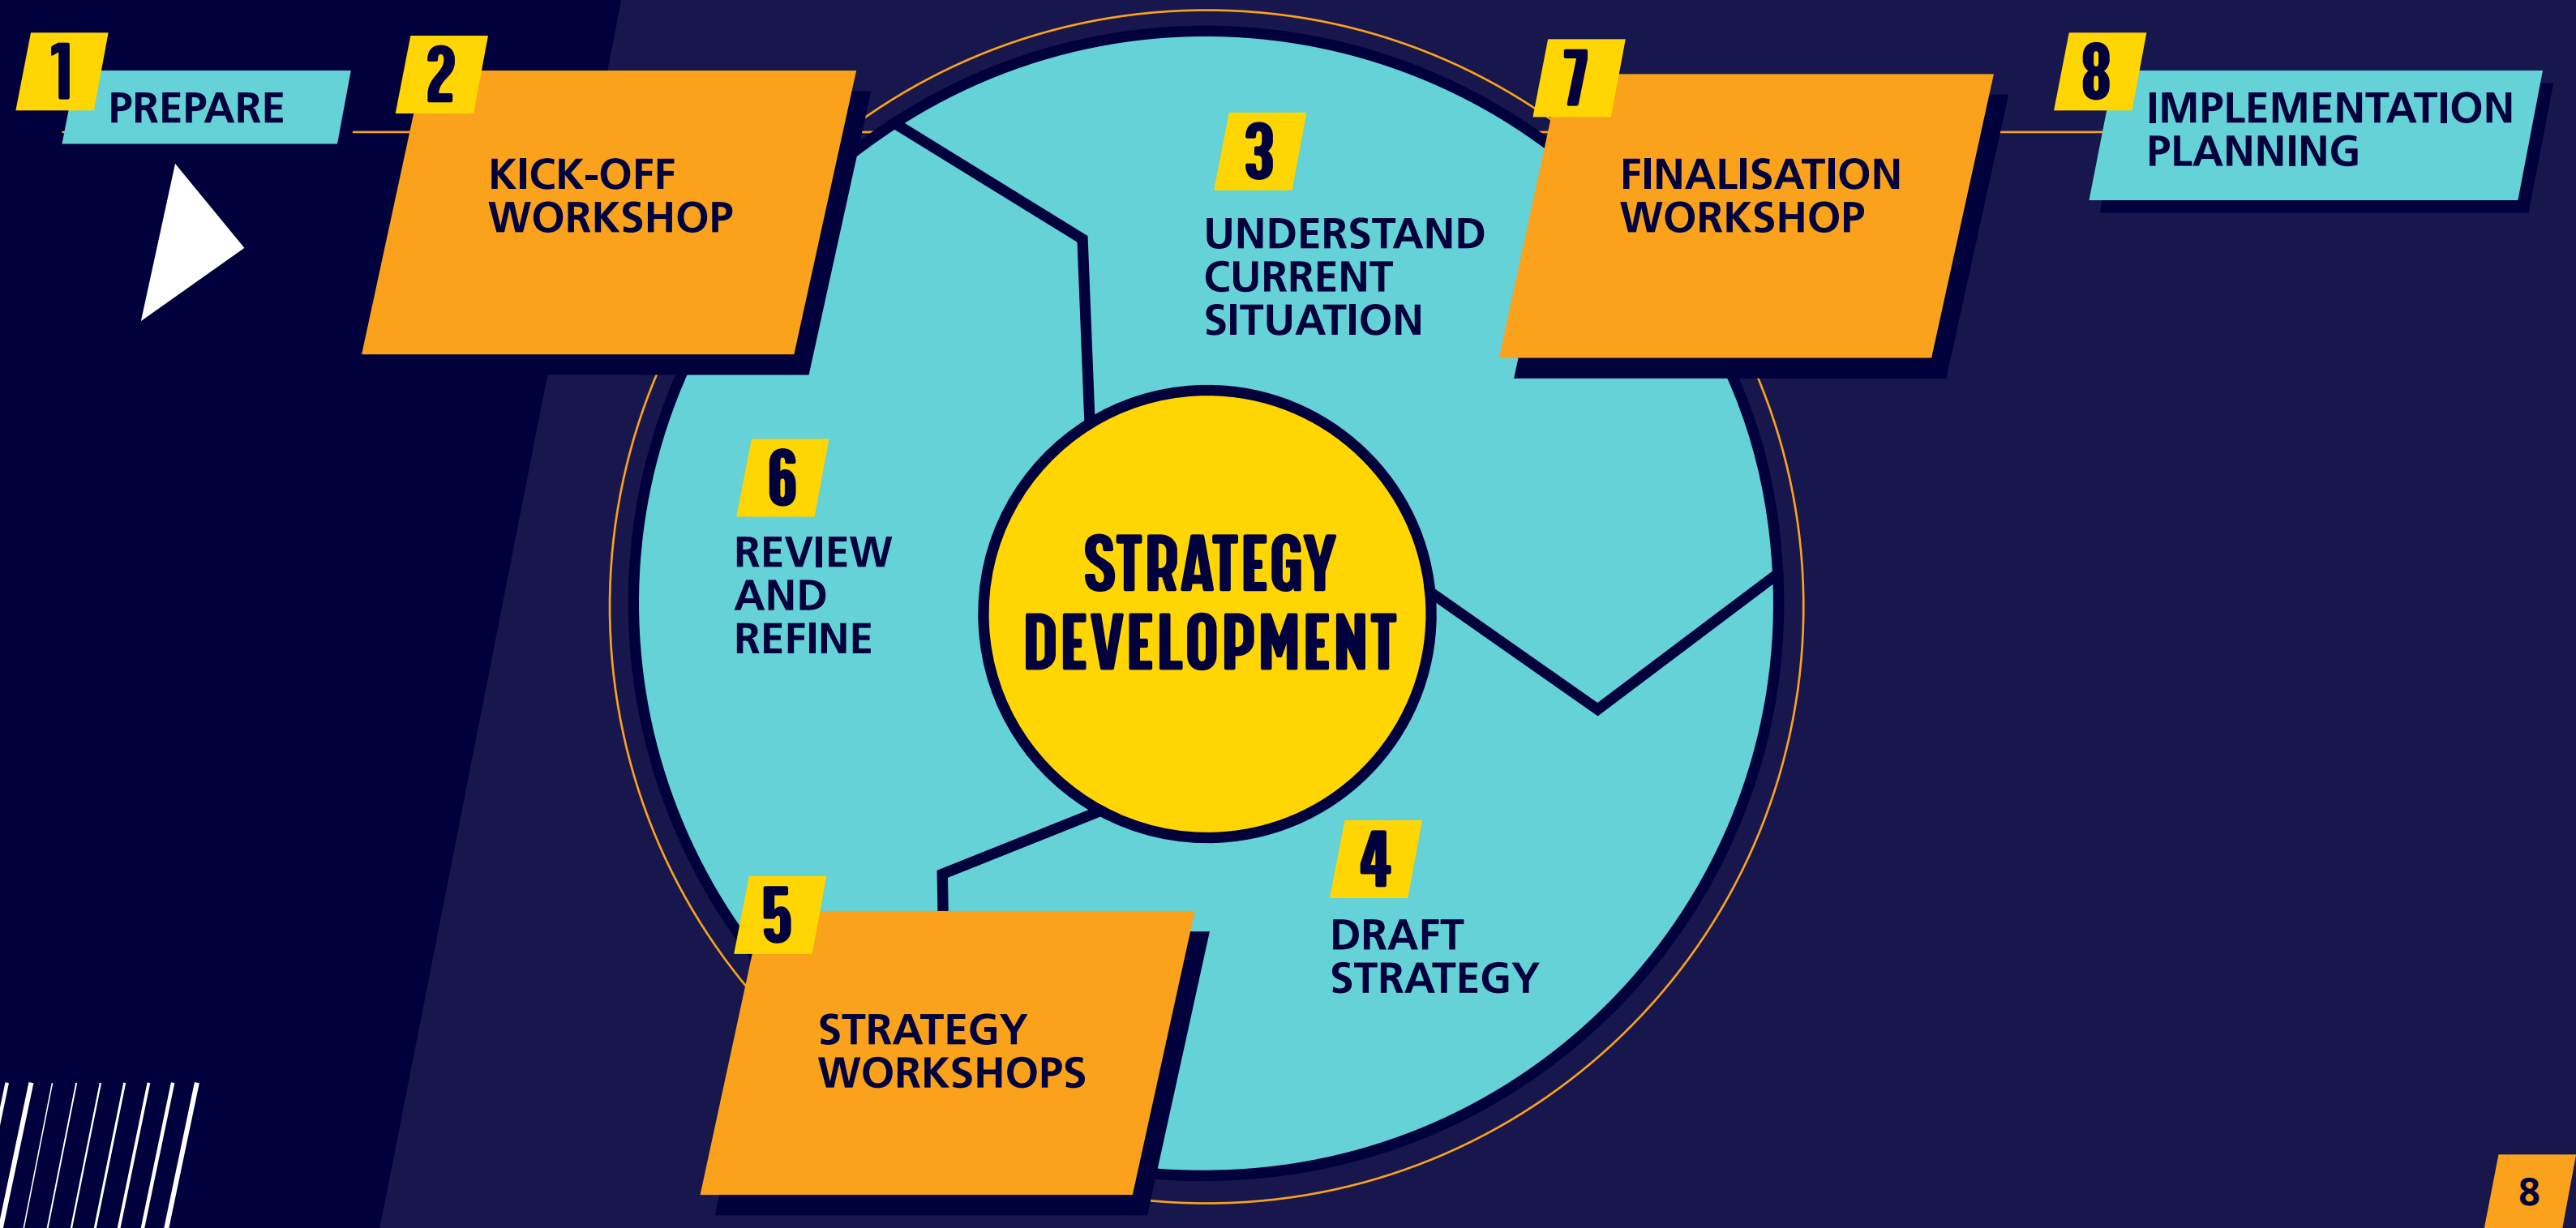 1
PREPARE
2
KICK-OFF
WORKSHOP
3
UNDERSTAND
CURRENT
SITUATION
4
DRAFT
STRATEGY
5
STRATEGY
WORKSHOPS
6
REVIEW
AND
REFINE
STRATEGY
DEVELOPMENT
7
FINALISATION
WORKSHOP
8
IMPLEMENTATION
PLANNING
8